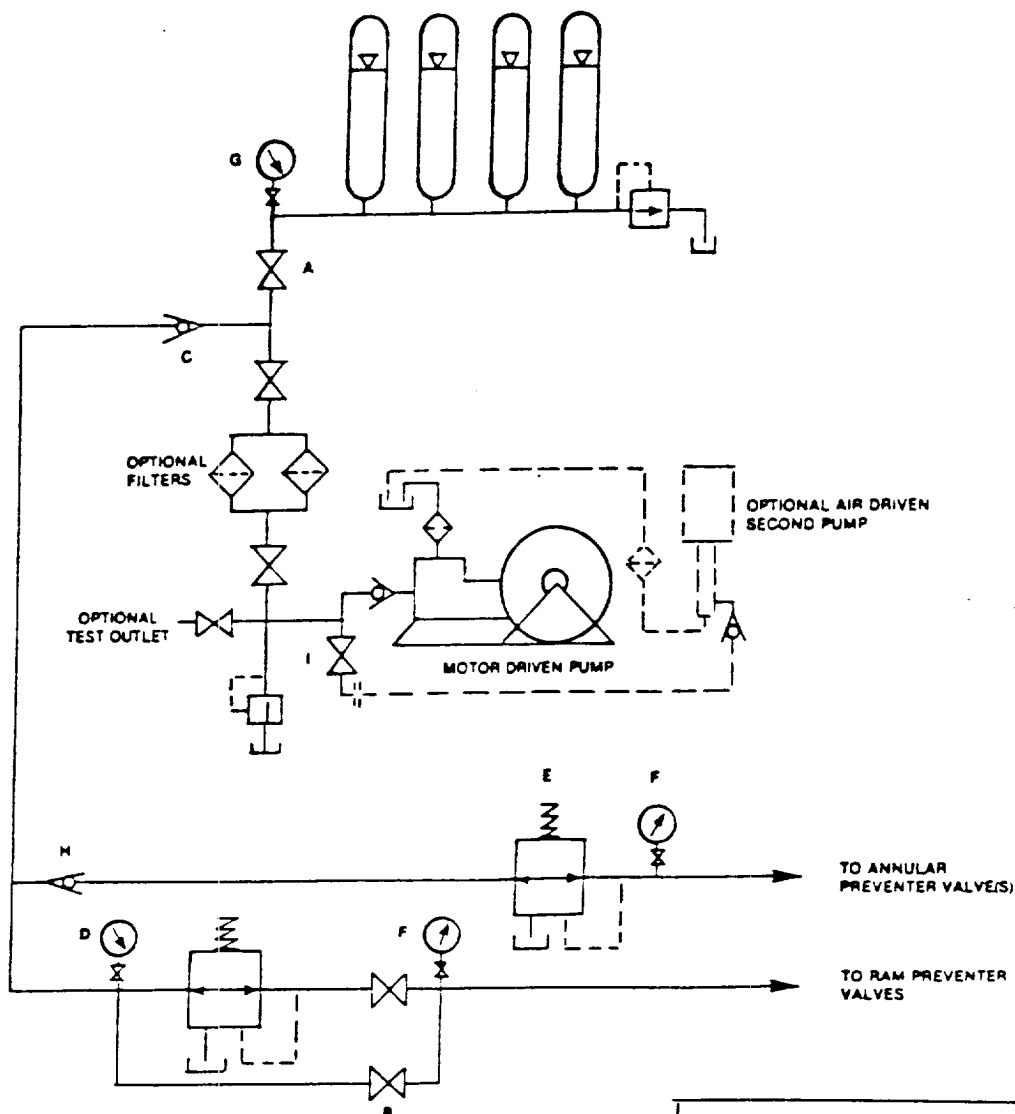 G
A
C
OPTIONAL
FILTERS
OPTIONAL AIR DRIVEN
SECOND PUMP
OPTIONAL
TEST OUTLET
I
MOTOR DRIVEN PUMP
E
F
H
TO ANNULAR
PREVENTER VALVE(S)
D
F
TO RAM PREVENTER
VALVES